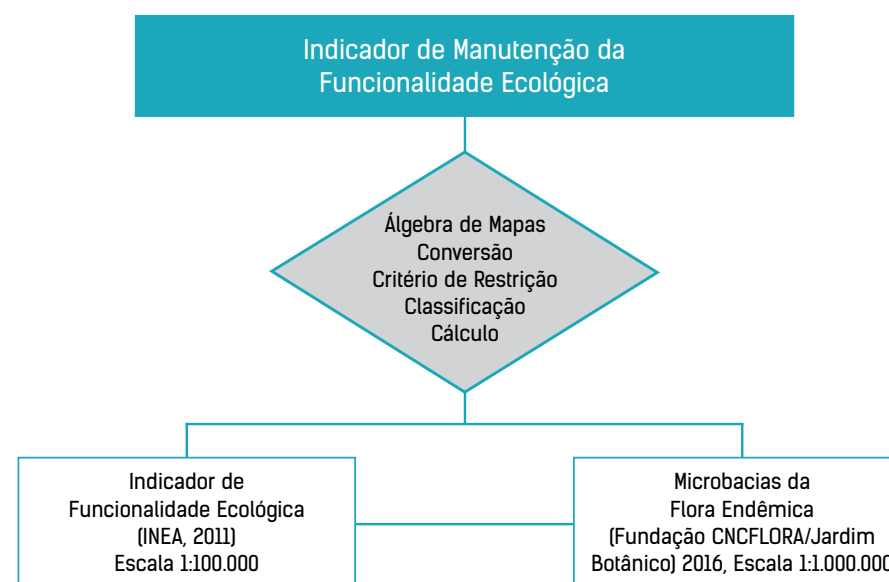 Indicador de Manutenção da
Funcionalidade Ecológica
Álgebra de Mapas
Conversão
Critério de Restrição
Classificação
Cálculo
Indicador de
Funcionalidade Ecológica
(INEA, 2011)
Escala 1:100.000
Microbacias da
Flora Endêmica
(Fundação CNCFLORA/Jardim
Botânico) 2016, Escala 1:1.000.000